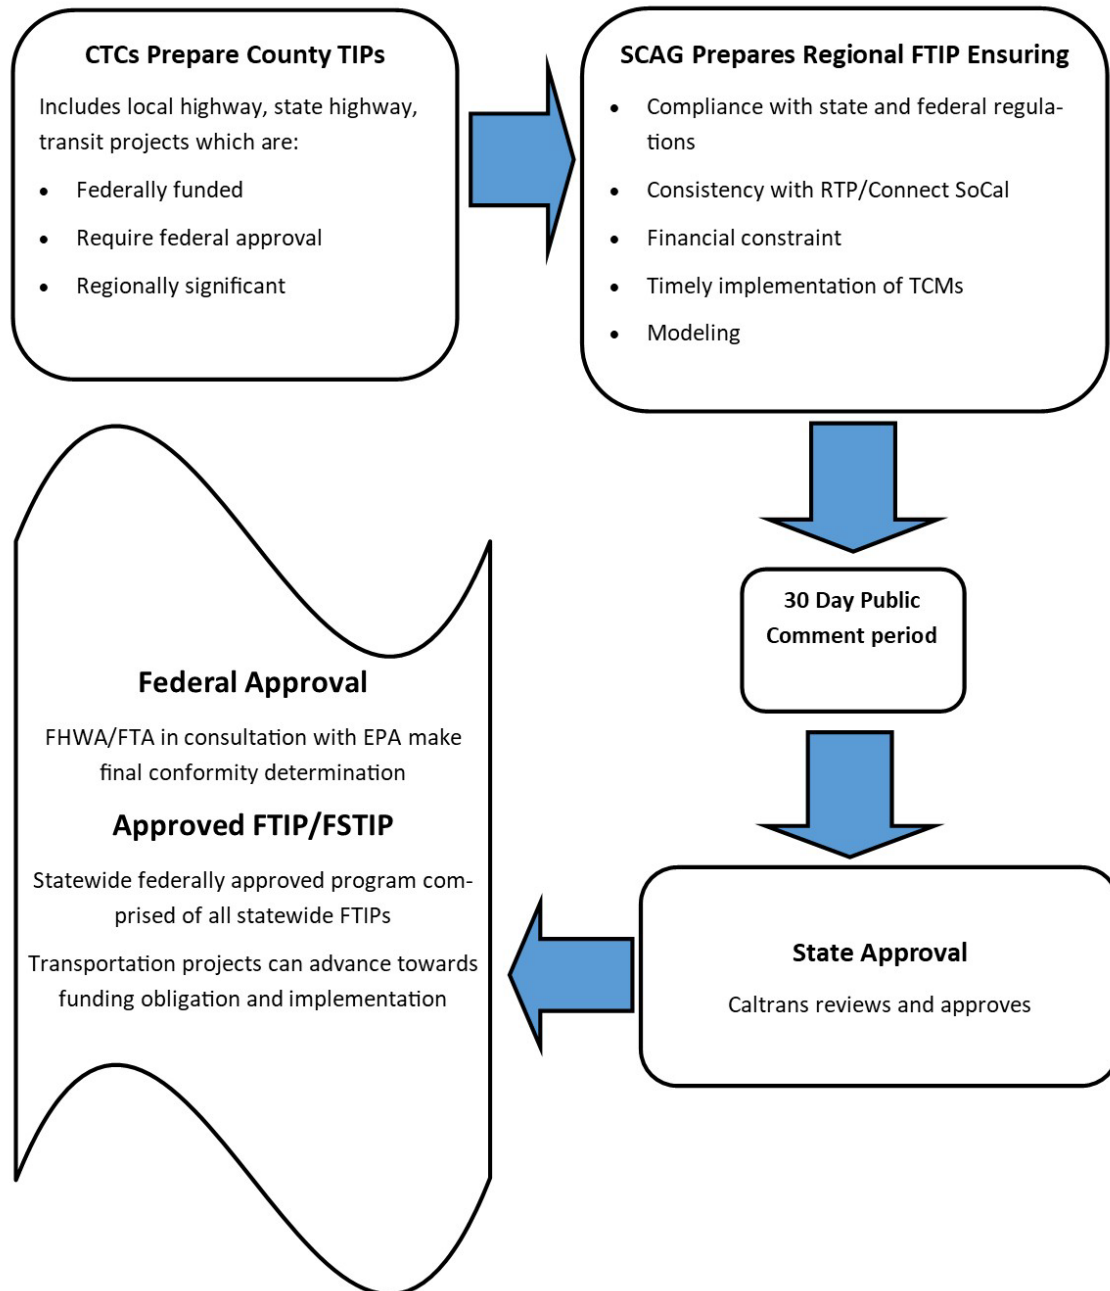 CTCs Prepare County TIPs
Includes local highway, state highway,
transit projects which are:
• Federally funded
• Require federal approval
• Regionally significant
SCAG Prepares Regional FTIP Ensuring
• Compliance with state and federal regula-
tions
• Consistency with RTP/Connect SoCal
• Financial constraint
• Timely implementation of TCMs
• Modeling
30 Day Public
Comment period
State Approval
Caltrans reviews and approves
Federal Approval
FHWA/FTA in consultation with EPA make
final conformity determination
Approved FTIP/FSTIP
Statewide federally approved program com-
prised of all statewide FTIPs
Transportation projects can advance towards
funding obligation and implementation